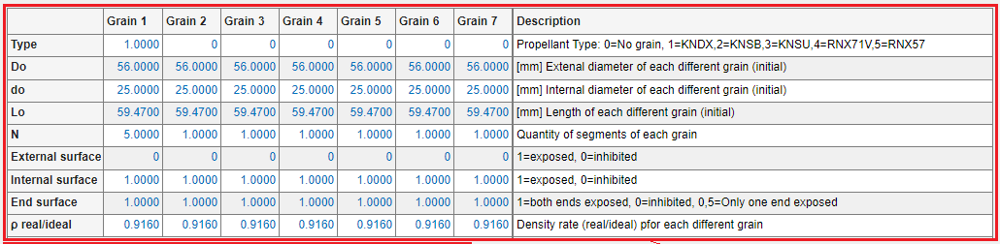 Grain 1 Grain 2 Grain 3 Grain 4 Grain 5 Grain 6 Grain 7 Description
Type 1.0000 0 0 0 0 0 0 Propellant Type: 0=No grain, 1=KNDX,2=KNSB,3=KNSU,4=RNX71V,5=RNX57
Do 56.0000 56.0000 56.0000 56.0000 56.0000 56.0000 56.0000 [mm] Extenal diameter of each different grain (initial)
do 25.0000 25.0000 25.0000 25.0000 25.0000 25.0000 25.0000 [mm] Internal diameter of each different grain (initial)
Lo 59.4700 59.4700 59.4700 59.4700 59.4700 59.4700 59.4700 [mm] Length of each different grain (initial)
N 5.0000 1.0000 1.0000 1.0000 1.0000 1.0000 1.0000 Quantity of segments of each grain
External surface 0 0 0 0 0 0 0 1=exposed, 0=inhibited
Internal surface 1.0000 1.0000 1.0000 1.0000 1.0000 1.0000 1.0000 1=exposed, 0=inhibited
End surface 1.0000 1.0000 1.0000 1.0000 1.0000 1.0000 1.0000 1=both ends exposed, 0=inhibited, 0,5=Only one end exposed
ρ real/ideal 0.9160 0.9160 0.9160 0.9160 0.9160 0.9160 0.9160 Density rate (real/ideal) pfor each different grain